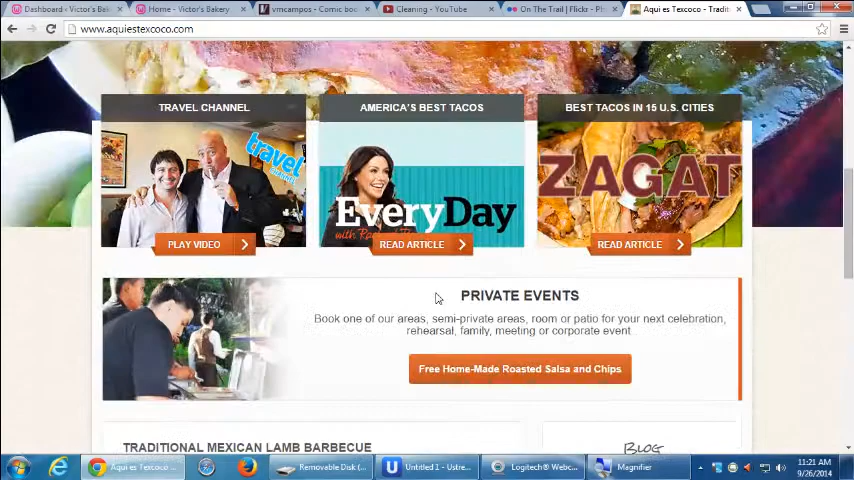 Dashboard ‹ Victor's Bak
Home - Victor's Bakery
vmcampos - Comic boo
Cleaning - YouTube
On The Trail | Flickr - Ph
Aqui es Texcoco - Tradit
www.aquiestexcoco.com
TRAVEL CHANNEL
AMERICA'S BEST TACOS
BEST TACOS IN 15 U.S. CITIES
travel
CHANNEL
EveryDay
ZAGAT
PLAY VIDEO
READ ARTICLE
READ ARTICLE
PRIVATE EVENTS
Book one of our areas, semi-private areas, room or patio for your next celebration,
rehearsal, family, meeting or corporate event
Free Home-Made Roasted Salsa and Chips
TRADITIONAL MEXICAN LAMB BARBECUE
BLOG
Aqui es Texcoco ...
Removable Disk (...
Untitled 1 - Ustre...
Logitech® Webc...
Magnifier
11:21 AM
9/26/2014